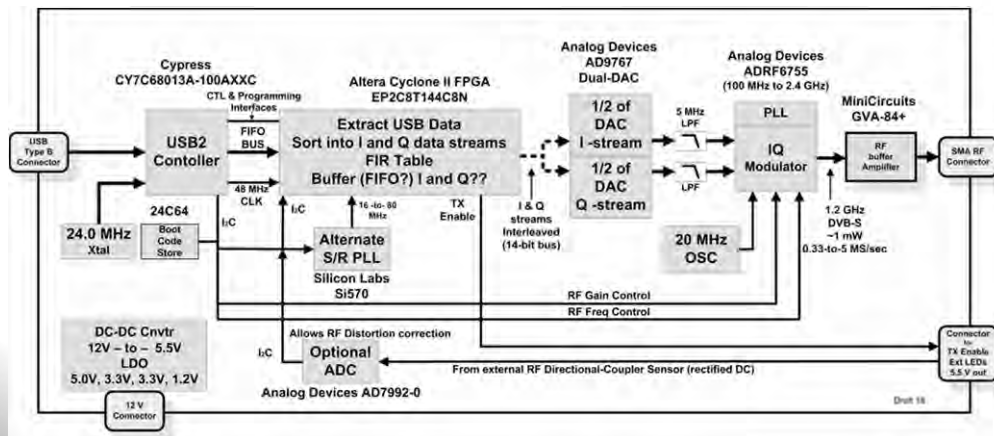 Cypress
CY7C68013A-100AXXC
CTL & Programming
Interfaces
Altera Cyclone II FPGA
EP2C8T144C8N
Analog Devices
AD9767
Dual-DAC
Analog Devices
ADRF6755
(100 MHz to 2.4 GHz)
MiniCircuits
GVA-84+
USB
Type B
Connector
USB2
Contoller
FIFO
BUS
48 MHz
CLK
Extract USB Data
Sort into I and Q data streams
FIR Table
Buffer (FIFO?) I and Q??
1/2 of
DAC
I -stream
1/2 of
DAC
Q -stream
5 MHz
LPF
LPF
PLL
IQ
Modulator
RF
buffer
Amplifier
SMA RF
Connector
24.0 MHz
Xtal
24C64
Boot
Code
Store
I2C
I2C
16 -to- 80
MHz
TX
Enable
Alternate
S/R PLL
Silicon Labs
Si570
I & Q
streams
Interleaved
(14-bit bus)
20 MHz
OSC
1.2 GHz
DVB-S
~1 mW
0.33-to-5 MS/sec
RF Gain Control
RF Freq Control
DC-DC Cnvtr
12V – to – 5.5V
LDO
5.0V, 3.3V, 3.3V, 1.2V
12 V
Connector
Allows RF Distortion correction
I2C
Optional
ADC
Analog Devices AD7992-0
From external RF Directional-Coupler Sensor (rectified DC)
Connector
to
TX Enable
Ext LEDs
5.5 V out